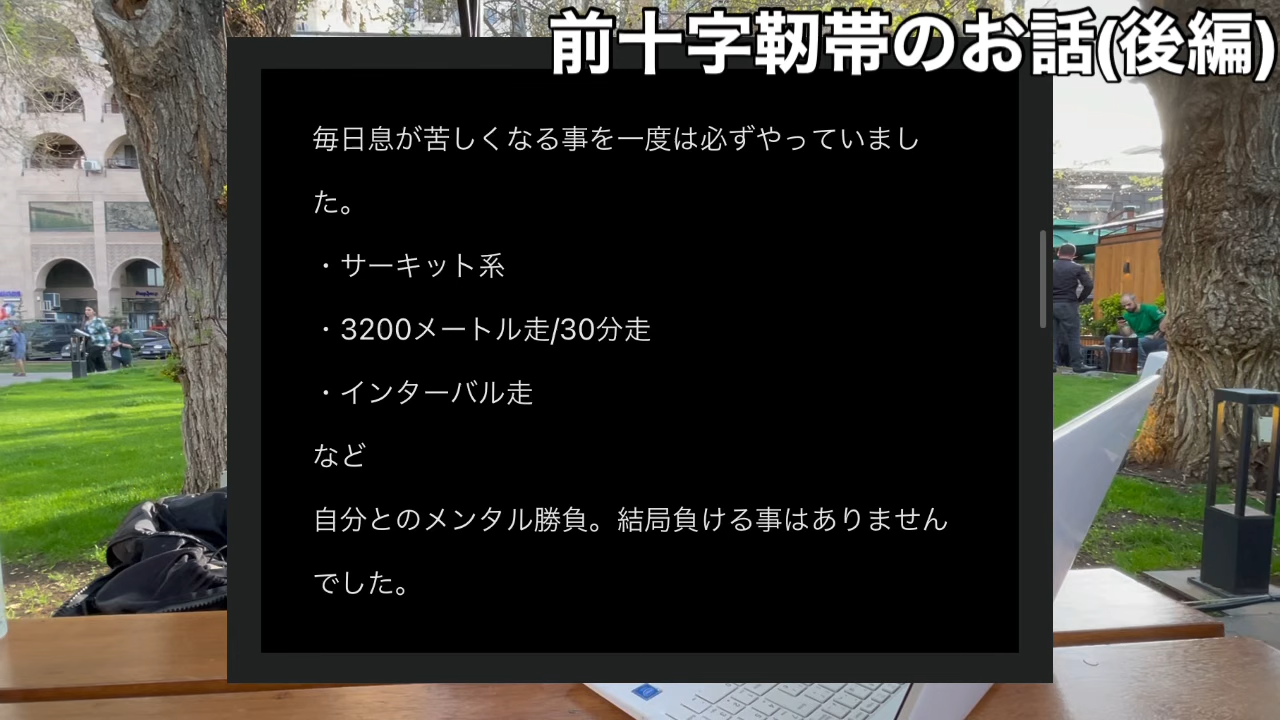 前十字靭帯のお話(後編)
毎日息が苦しくなる事を一度は必ずやっていまし
た。
・サーキット系
・3200メートル走/30分走
・インターバル走
など
自分とのメンタル勝負。結局負ける事はありません
でした。